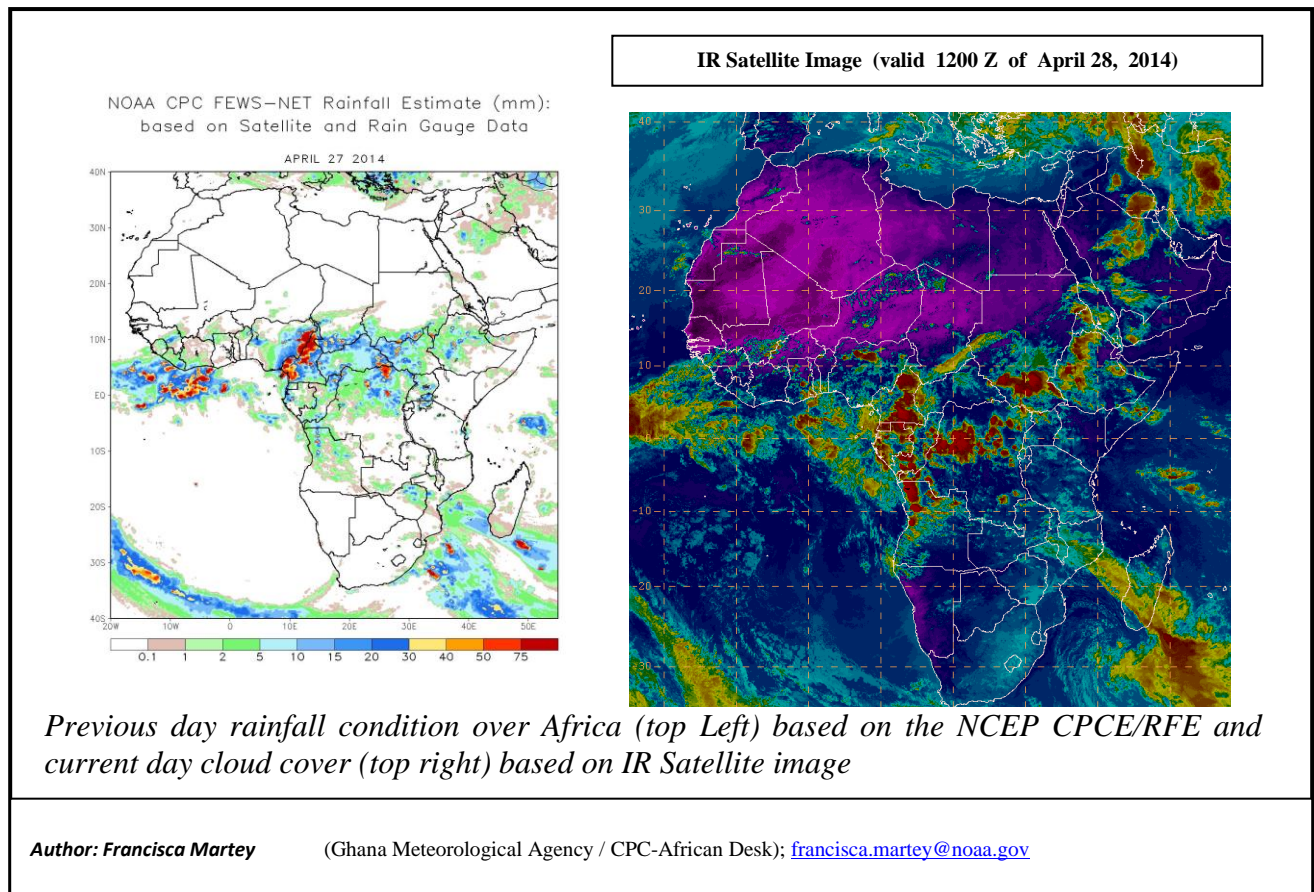 IR Satellite Image (valid 1200 Z of April 28, 2014)
NOAA CPC FEWS-NET Rainfall Estimate (mm):
based on Satellite and Rain Gauge Data
APRIL 27 2014
40N
30N
20N
10N
EQ
10S
20S
30S
40S
20W 10W 0 10E 20E 30E 40E 50E
0.1 1 2 5 10 15 20 30 40 50 75
40
30
20
10
0
-10
-20
-30
Previous day rainfall condition over Africa (top Left) based on the NCEP CPCE/RFE and
current day cloud cover (top right) based on IR Satellite image
Author: Francisca Martey (Ghana Meteorological Agency / CPC-African Desk); francisca.martey@noaa.gov